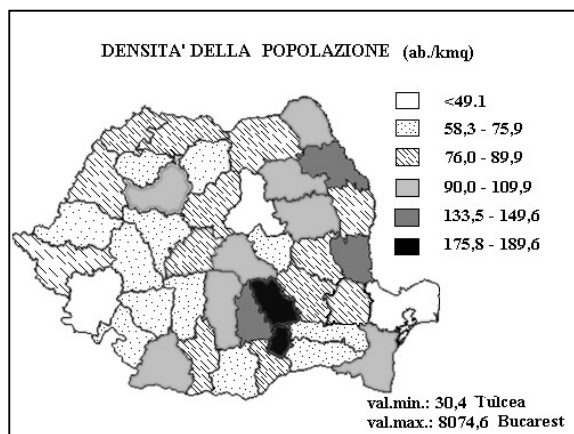 DENSITA' DELLA POPOLAZIONE (ab./kmq)
<49.1
58,3 - 75,9
76,0 - 89,9
90,0 - 109,9
133,5 - 149,6
175,8 - 189,6
val.min.: 30,4 Tulcea
val.max.: 8074,6 Bucarest